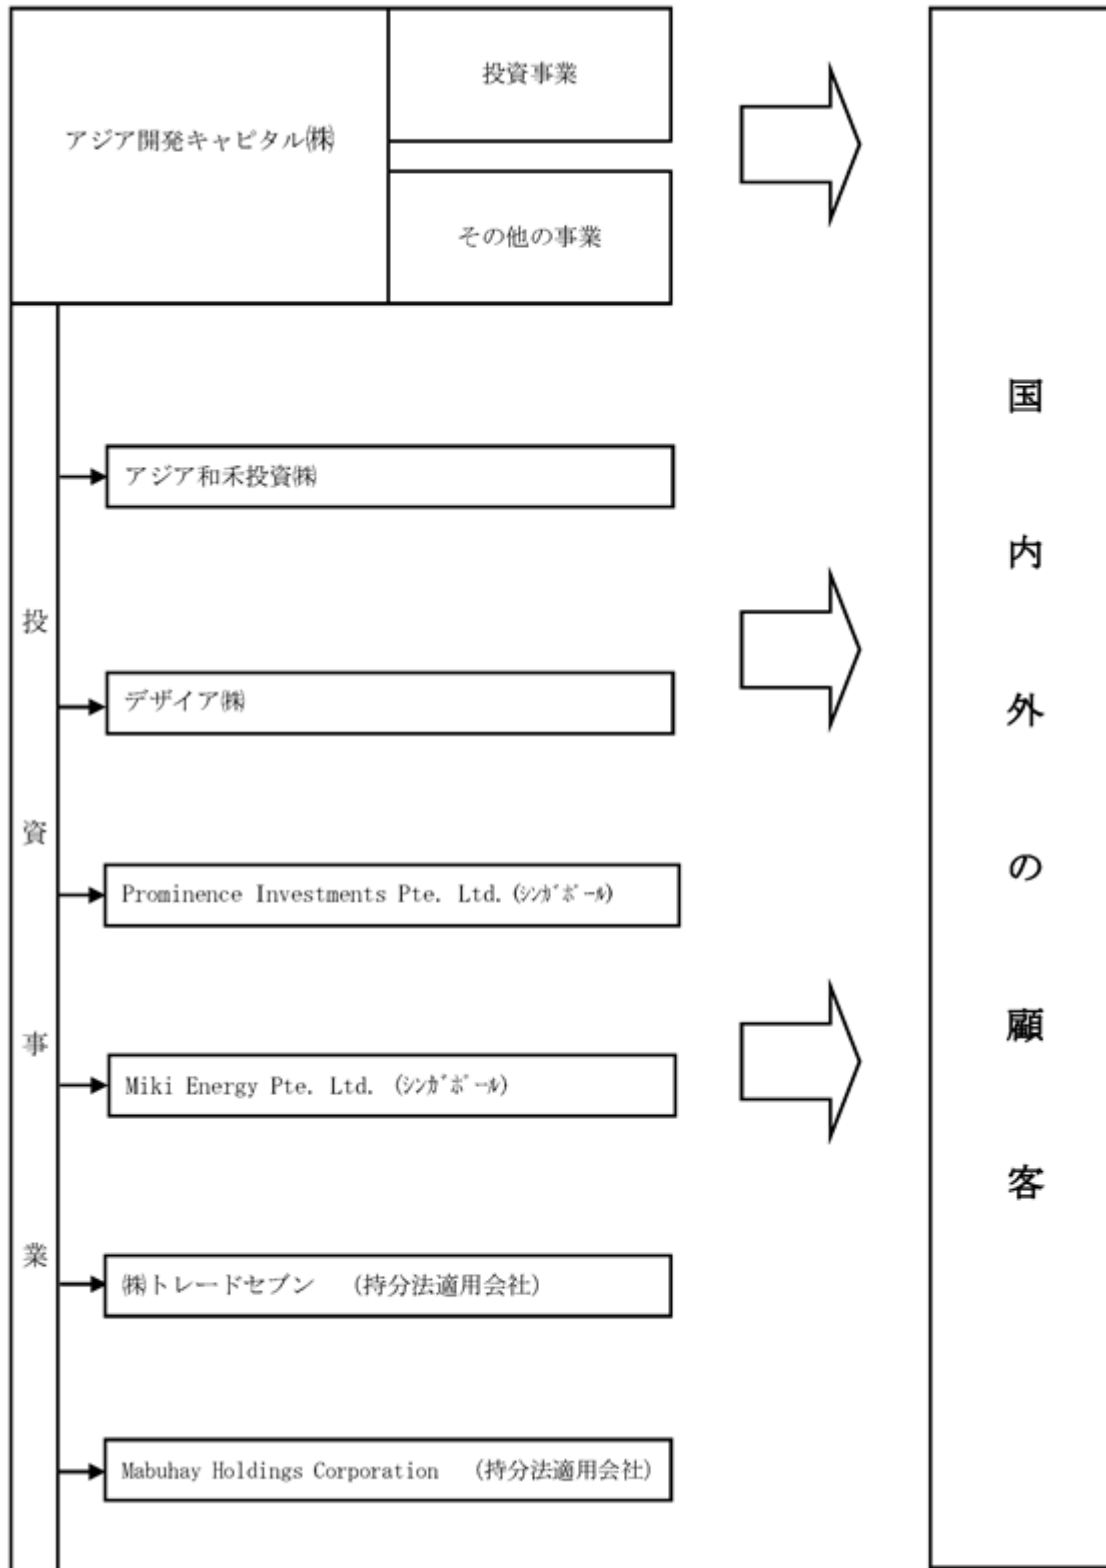 アジア開発キャピタル㈱
投資事業
その他の事業
投資事業
アジア和禾投資㈱
デザイア㈱
Prominence Investments Pte. Ltd. (ｼﾝｶﾞﾎﾟｰﾙ)
Miki Energy Pte. Ltd. (ｼﾝｶﾞﾎﾟｰﾙ)
㈱トレードセブン （持分法適用会社）
Mabuhay Holdings Corporation （持分法適用会社）
国内外の顧客